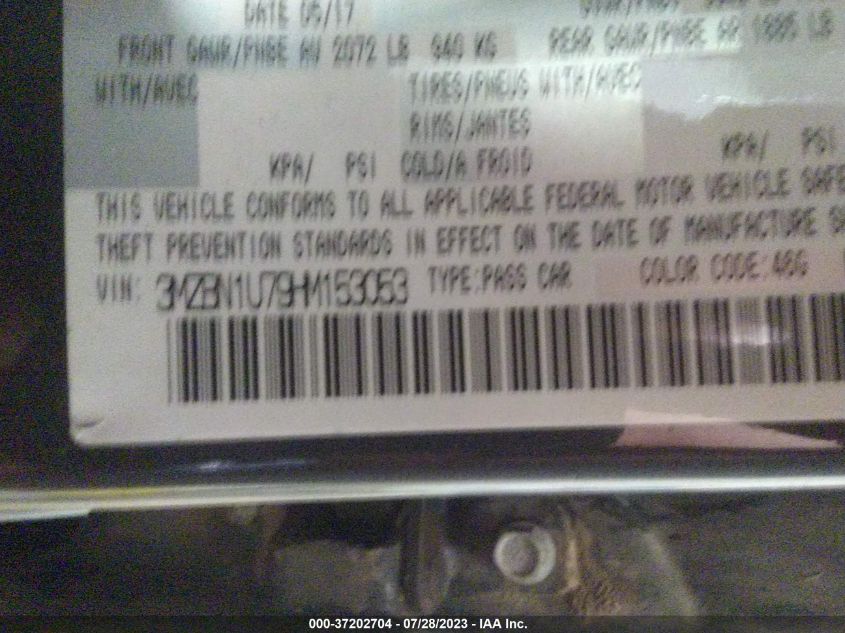 DATE 05/17
FRONT GAWR/PNBE AV 2072 LB 940 KG REAR GAWR/PNBE AR 1885 LB
WITH/AVEC TIRES/PNEUS WITH/AVEC
RIMS/JANTES
KPA/ PSI COLD/A FROID KPA/ PSI
THIS VEHICLE CONFORMS TO ALL APPLICABLE FEDERAL MOTOR VEHICLE SAFE
THEFT PREVENTION STANDARDS IN EFFECT ON THE DATE OF MANUFACTURE
VIN: 3MZBN1U79HM153053 TYPE:PASS CAR COLOR CODE:46G
000-37202704 - 07/28/2023 - IAA Inc.